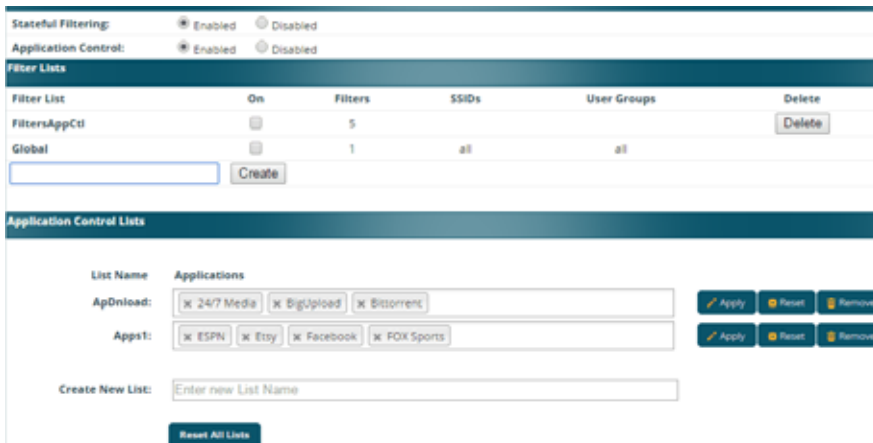 Stateful Filtering: Enabled Disabled
Application Control: Enabled Disabled
Filter Lists
Filter List On Filters SSIDs User Groups Delete
FiltersAppCtl 5 Delete
Global 1 all all
Create
Application Control Lists
List Name Applications
ApDnload: x 24/7 Media x BigUpload x Bittorrent Apply Reset Remove
Apps1: x ESPN x Etsy x Facebook x FOX Sports Apply Reset Remove
Create New List: Enter new List Name
Reset All Lists